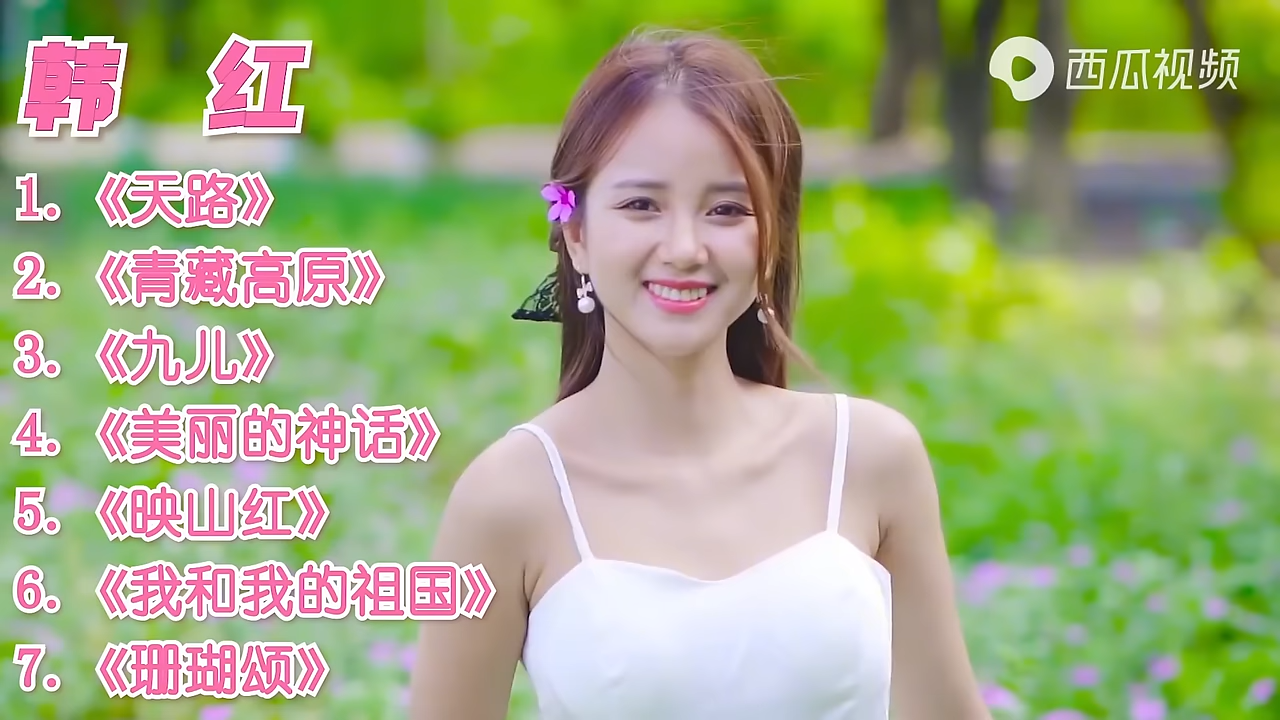 韩 红
西瓜视频
1. 《天路》
2. 《青藏高原》
3. 《九儿》
4. 《美丽的神话》
5. 《映山红》
6. 《我和我的祖国》
7. 《珊瑚颂》